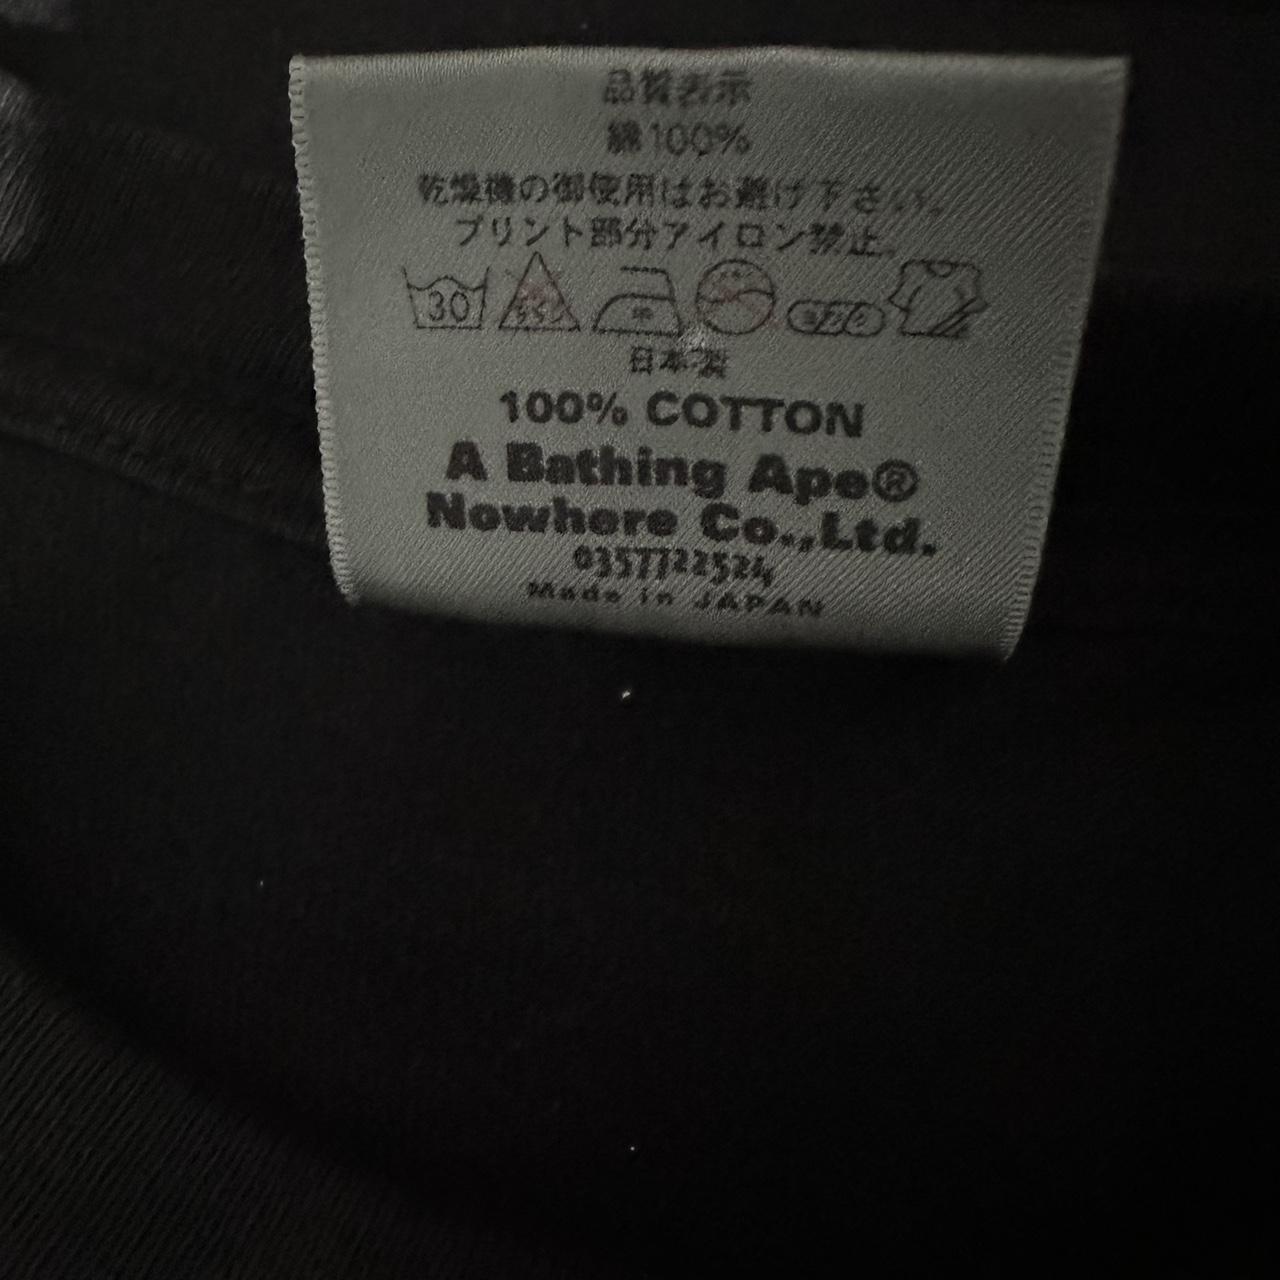 品質表示
綿100%
乾燥機の御使用はお避け下さい。
プリント部分アイロン禁止。
30
日本製
100% COTTON
A Bathing Ape®
Nowhere Co.,Ltd.
0357722524
Made in JAPAN